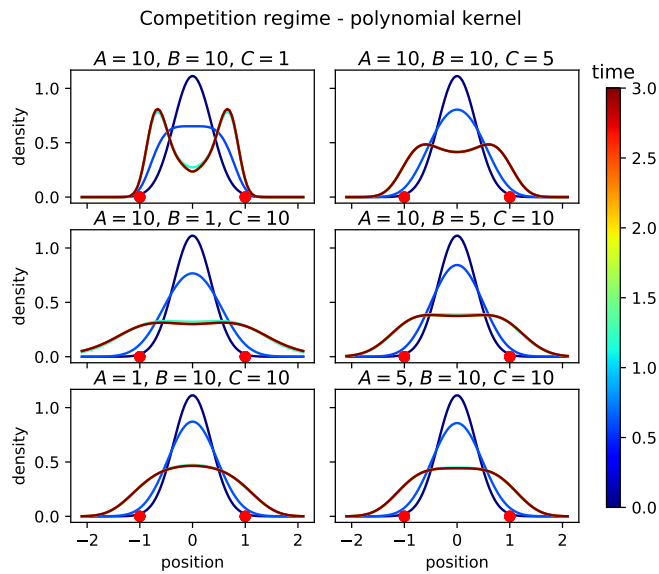 Competition regime - polynomial kernel
A = 10, B = 10, C = 1
A = 10, B = 10, C = 5
time
density
1.0
0.5
0.0
3.0
2.5
2.0
1.5
1.0
0.5
0.0
A = 10, B = 1, C = 10
A = 10, B = 5, C = 10
density
1.0
0.5
0.0
A = 1, B = 10, C = 10
A = 5, B = 10, C = 10
density
1.0
0.5
0.0
−2 −1 0 1 2
−2 −1 0 1 2
position
position